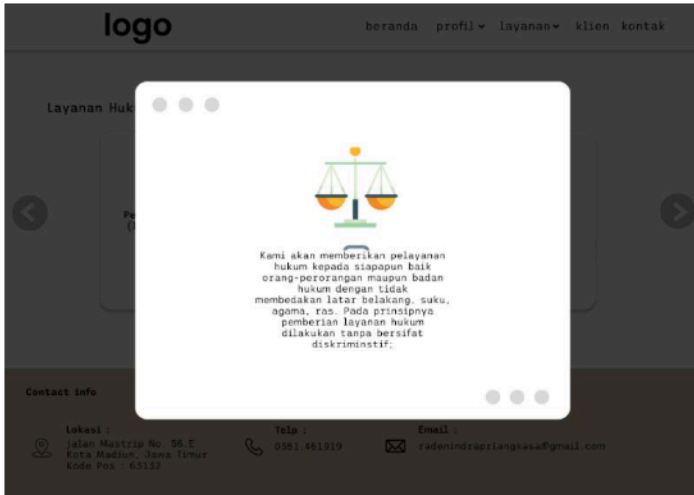 logo
beranda profil layanan klien kontak
Layanan Huk
Pe
Kami akan memberikan pelayanan
hukum kepada siapapun baik
orang-perorangan maupun badan
hukum dengan tidak
membedakan latar belakang, suku,
agama, ras. Pada prinsipnya
pemberian layanan hukum
dilakukan tanpa bersifat
diskriminstif;
Contact info
Lokasi :
jalan Mastrip No. 56.E
Kota Madiun, Jawa Timur
Kode Pos : 63132
Telp :
0351.461919
Email :
radenindrapriangkasa@gmail.com